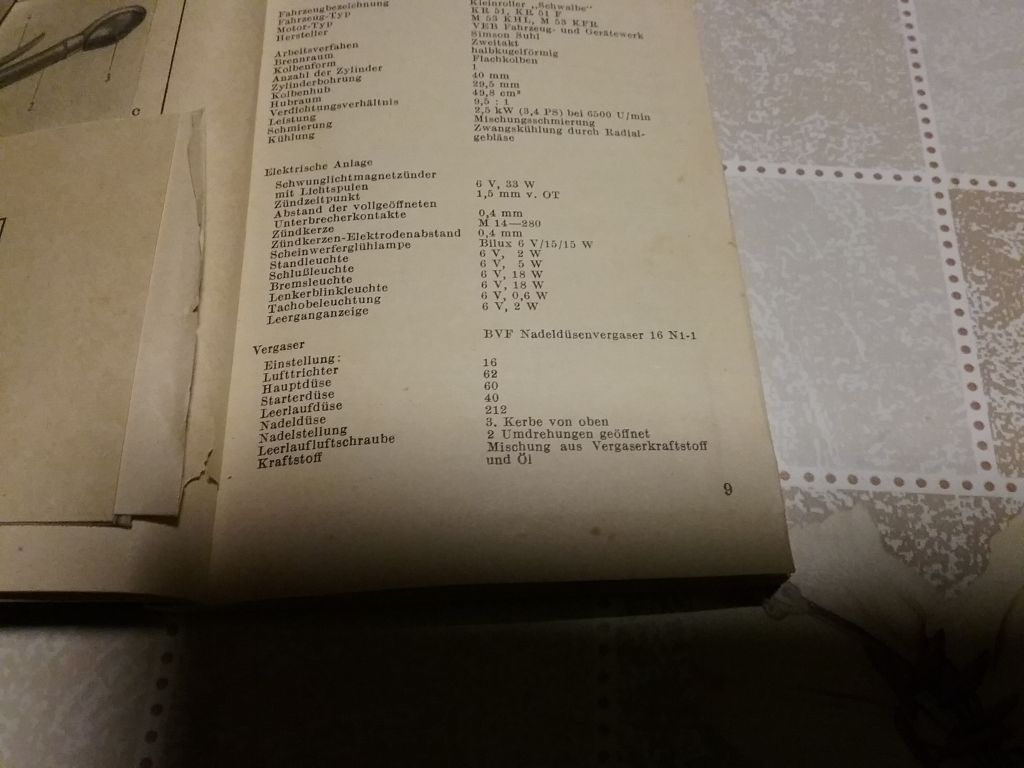 3
2
C
Fahrzeugbezeichnung Kleinroller „Schwalbe"
Fahrzeug-Typ KR 51, KR 51 F
Motor-Typ M 53 KHL, M 53 KFR
Hersteller VEB Fahrzeug- und Gerätewerk
Simson Suhl
Arbeitsverfahen Zweitakt
Brennraum halbkugelförmig
Kolbenform Flachkolben
Anzahl der Zylinder 1
Zylinderbohrung 40 mm
Kolbenhub 29,5 mm
Hubraum 49,8 cm³
Verdichtungsverhältnis 9,5 : 1
Leistung 2,5 kW (3,4 PS) bei 6500 U/min
Schmierung Mischungsschmierung
Kühlung Zwangskühlung durch Radial-
gebläse
Elektrische Anlage
Schwunglichtmagnetzünder
mit Lichtspulen 6 V, 33 W
Zündzeitpunkt 1,5 mm v. OT
Abstand der vollgeöffneten
Unterbrecherkontakte 0,4 mm
Zündkerze M 14—280
Zündkerzen-Elektrodenabstand 0,4 mm
Scheinwerferglühlampe Bilux 6 V/15/15 W
Standleuchte 6 V, 2 W
Schlußleuchte 6 V, 5 W
Bremsleuchte 6 V, 18 W
Lenkerblinkleuchte 6 V, 18 W
Tachobeleuchtung 6 V, 0,6 W
Leerganganzeige 6 V, 2 W
Vergaser BVF Nadeldüsenvergaser 16 N1-1
Einstellung:
Lufttrichter 16
Hauptdüse 62
Starterdüse 60
Leerlaufdüse 40
Nadeldüse 212
Nadelstellung 3. Kerbe von oben
Leerlaufluftschraube 2 Umdrehungen geöffnet
Kraftstoff Mischung aus Vergaserkraftstoff
und Öl
9